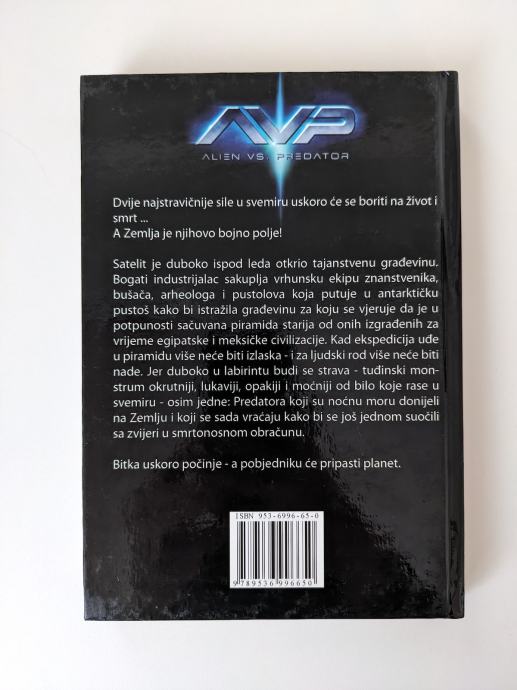 AVP
ALIEN VS. PREDATOR
Dvije najstravičnije sile u svemiru uskoro će se boriti na život i
smrt ...
A Zemlja je njihovo bojno polje!
Satelit je duboko ispod leda otkrio tajanstvenu građevinu.
Bogati industrijalac sakuplja vrhunsku ekipu znanstvenika,
bušača, arheologa i pustolova koja putuje u antarktičku
pustoš kako bi istražila građevinu za koju se vjeruje da je u
potpunosti sačuvana piramida starija od onih izgrađenih za
vrijeme egipatske i meksičke civilizacije. Kad ekspedicija uđe
u piramidu više neće biti izlaska - i za ljudski rod više neće biti
nade. Jer duboko u labirintu budi se strava - tuđinski mon-
strum okrutniji, lukaviji, opakiji i moćniji od bilo koje rase u
svemiru - osim jedne: Predatora koji su noćnu moru donijeli
na Zemlju i koji se sada vraćaju kako bi se još jednom suočili
sa zvijeri u smrtonosnom obračunu.
Bitka uskoro počinje - a pobjedniku će pripasti planet.
ISBN 953-6996-65-0
9 789536 996650